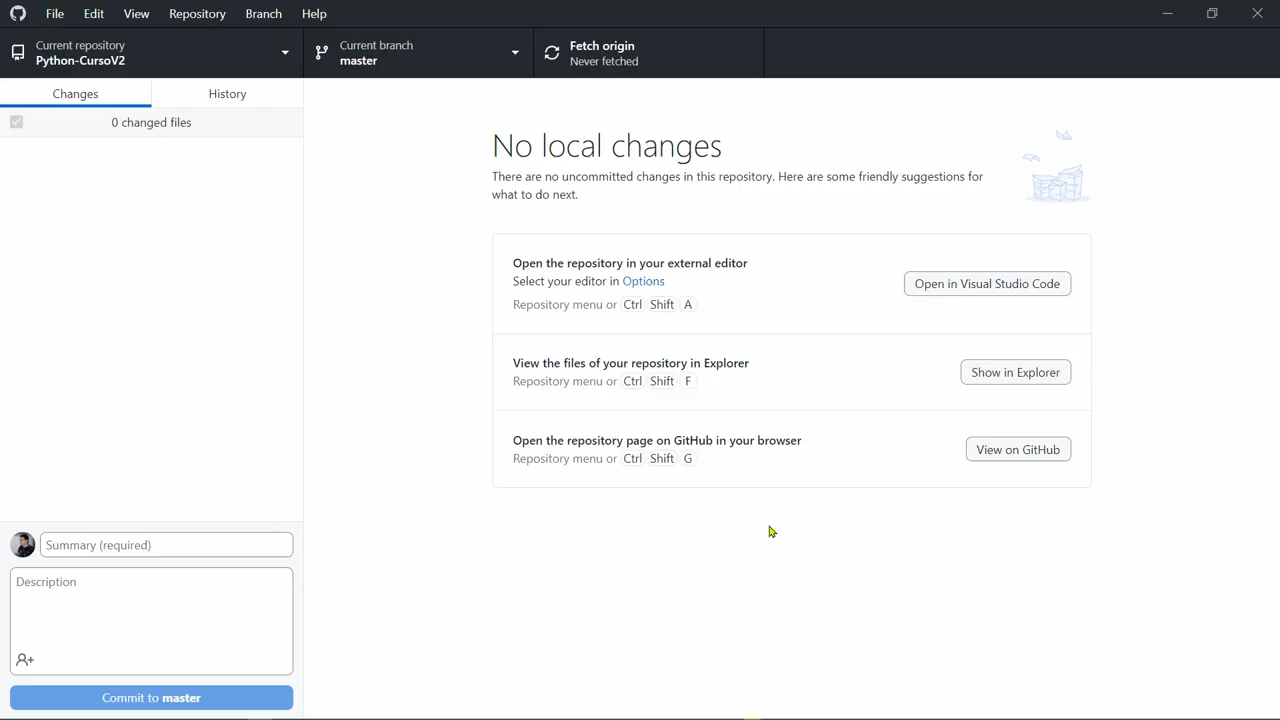 File Edit View Repository Branch Help
Current repository
Python-CursoV2
Current branch
master
Fetch origin
Never fetched
Changes
History
0 changed files
No local changes
There are no uncommitted changes in this repository. Here are some friendly suggestions for
what to do next.
Open the repository in your external editor
Select your editor in Options
Repository menu or Ctrl Shift A
Open in Visual Studio Code
View the files of your repository in Explorer
Repository menu or Ctrl Shift F
Show in Explorer
Open the repository page on GitHub in your browser
Repository menu or Ctrl Shift G
View on GitHub
Summary (required)
Description
Commit to master